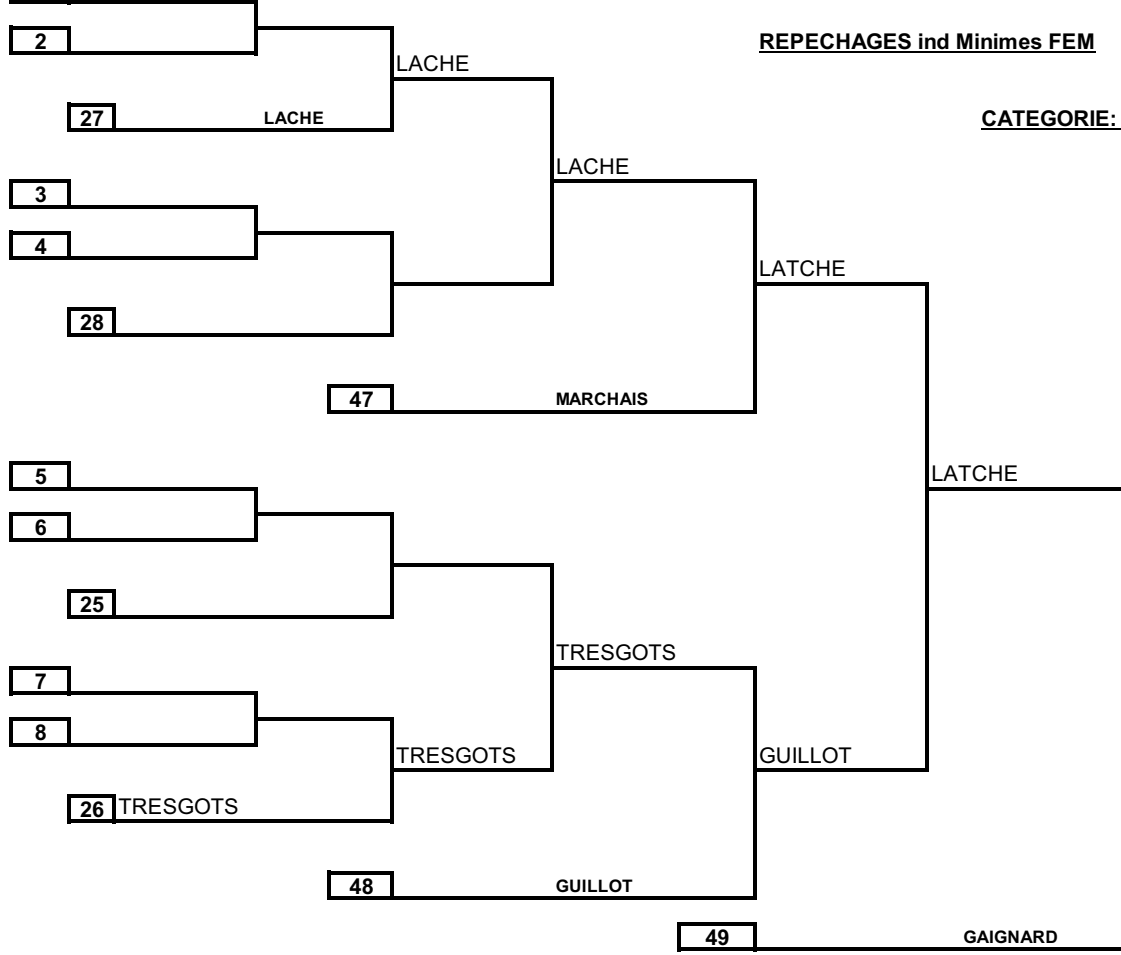 2
REPECHAGES ind Minimes FEM
LACHE
27 LACHE
CATEGORIE:
LACHE
3
4
LATCHE
28
47 MARCHAIS
5
LATCHE
6
25
TRESGOTS
7
8
TRESGOTS
GUILLOT
26 TRESGOTS
48 GUILLOT
49 GAIGNARD